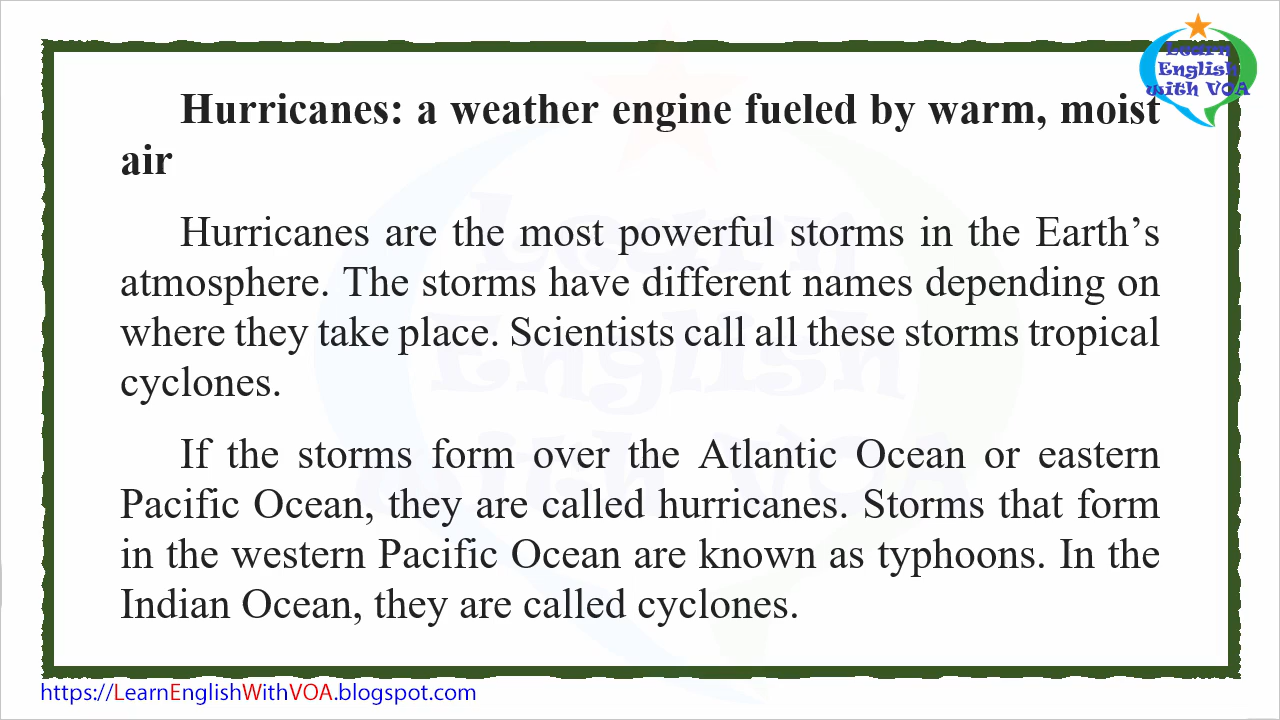 Learn
English
with VOA
Hurricanes: a weather engine fueled by warm, moist
air
Hurricanes are the most powerful storms in the Earth’s
atmosphere. The storms have different names depending on
where they take place. Scientists call all these storms tropical
cyclones.
If the storms form over the Atlantic Ocean or eastern
Pacific Ocean, they are called hurricanes. Storms that form
in the western Pacific Ocean are known as typhoons. In the
Indian Ocean, they are called cyclones.
Learn
English
with VOA
https://LearnEnglishWithVOA.blogspot.com